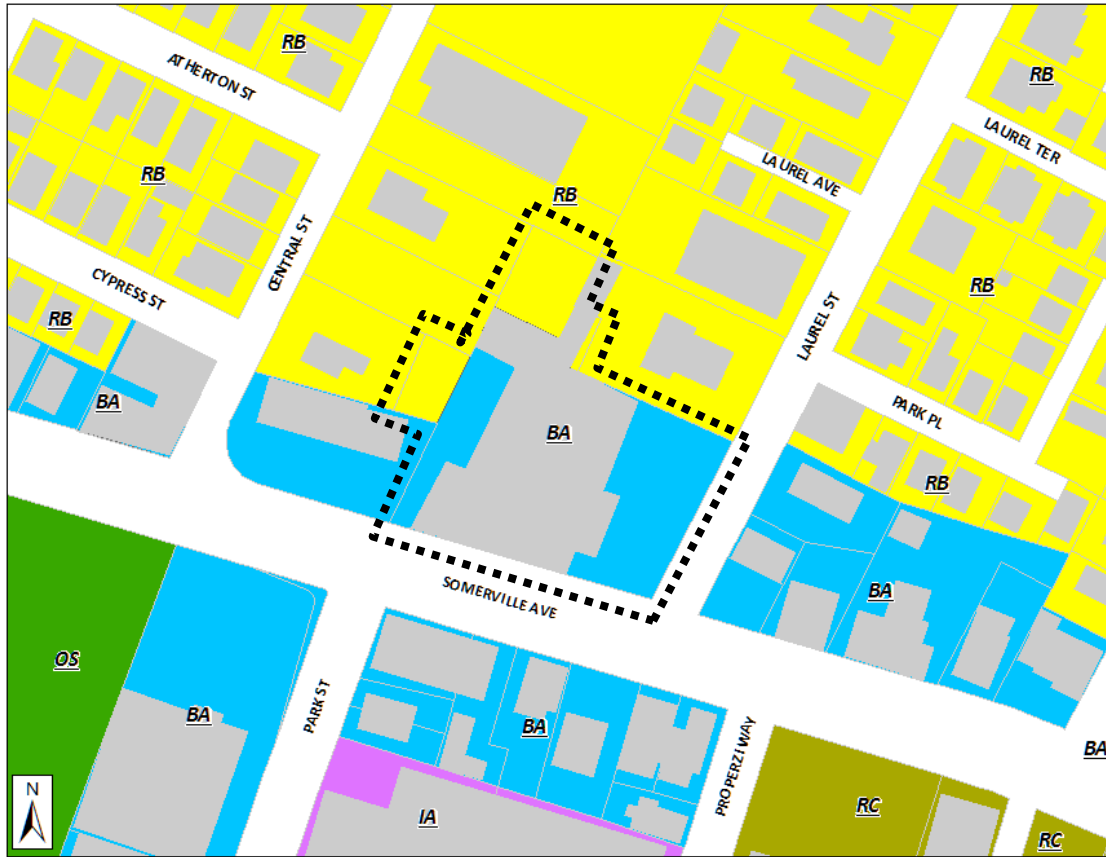 RB
RB
ATHERTON ST
LAUREL TER
LAUREL AVE
RB
RB
CENTRAL ST
CYPRESS ST
RB
RB
LAUREL ST
BA
PARK PL
BA
RB
SOMERVILLE AVE
BA
OS
BA
PARK ST
BA
PROPERZI WAY
BA
N
IA
RC
RC